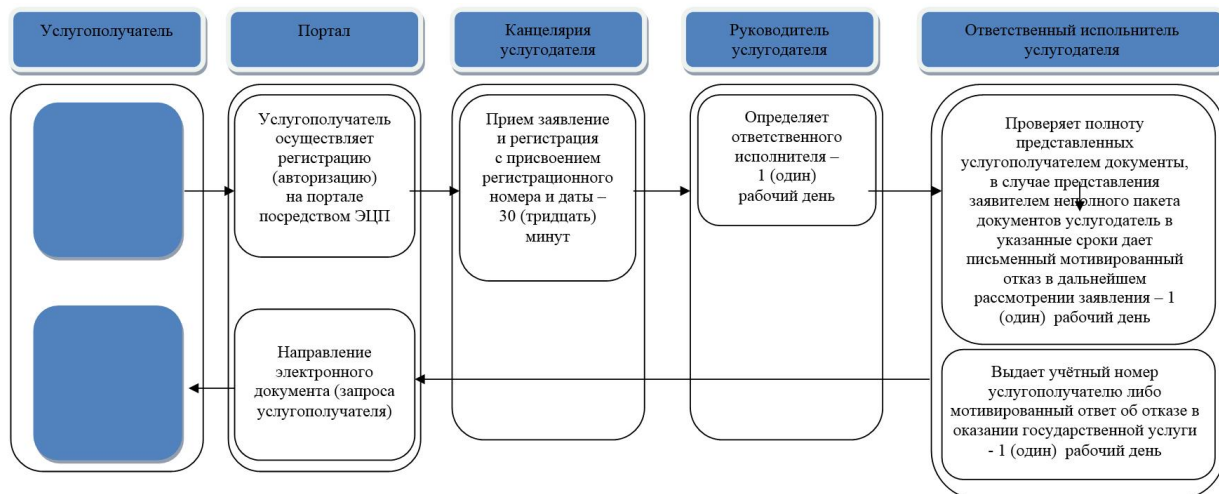 Услугополучатель
Портал
Канцелярия
услугодателя
Руководитель
услугодателя
Ответственный испольнитель
услугодателя
Услугополучатель
осуществляет
регистрацию
(авторизацию)
на портале
посредством ЭЦП
Прием заявление
и регистрация
с присвоением
регистрационного
номера и даты –
30 (тридцать)
минут
Определяет
ответственного
исполнителя –
1 (один)
рабочий день
Проверяет полноту
представленных
услугополучателем документы,
в случае представления
заявителем неполного пакета
документов услугодатель в
указанные сроки дает
письменный мотивированный
отказ в дальнейшем
рассмотрении заявления – 1
(один) рабочий день
Направление
электронного
документа (запроса
услугополучателя)
Выдает учётный номер
услугополучателю либо
мотивированный ответ об отказе в
оказании государственной услуги
- 1 (один) рабочий день